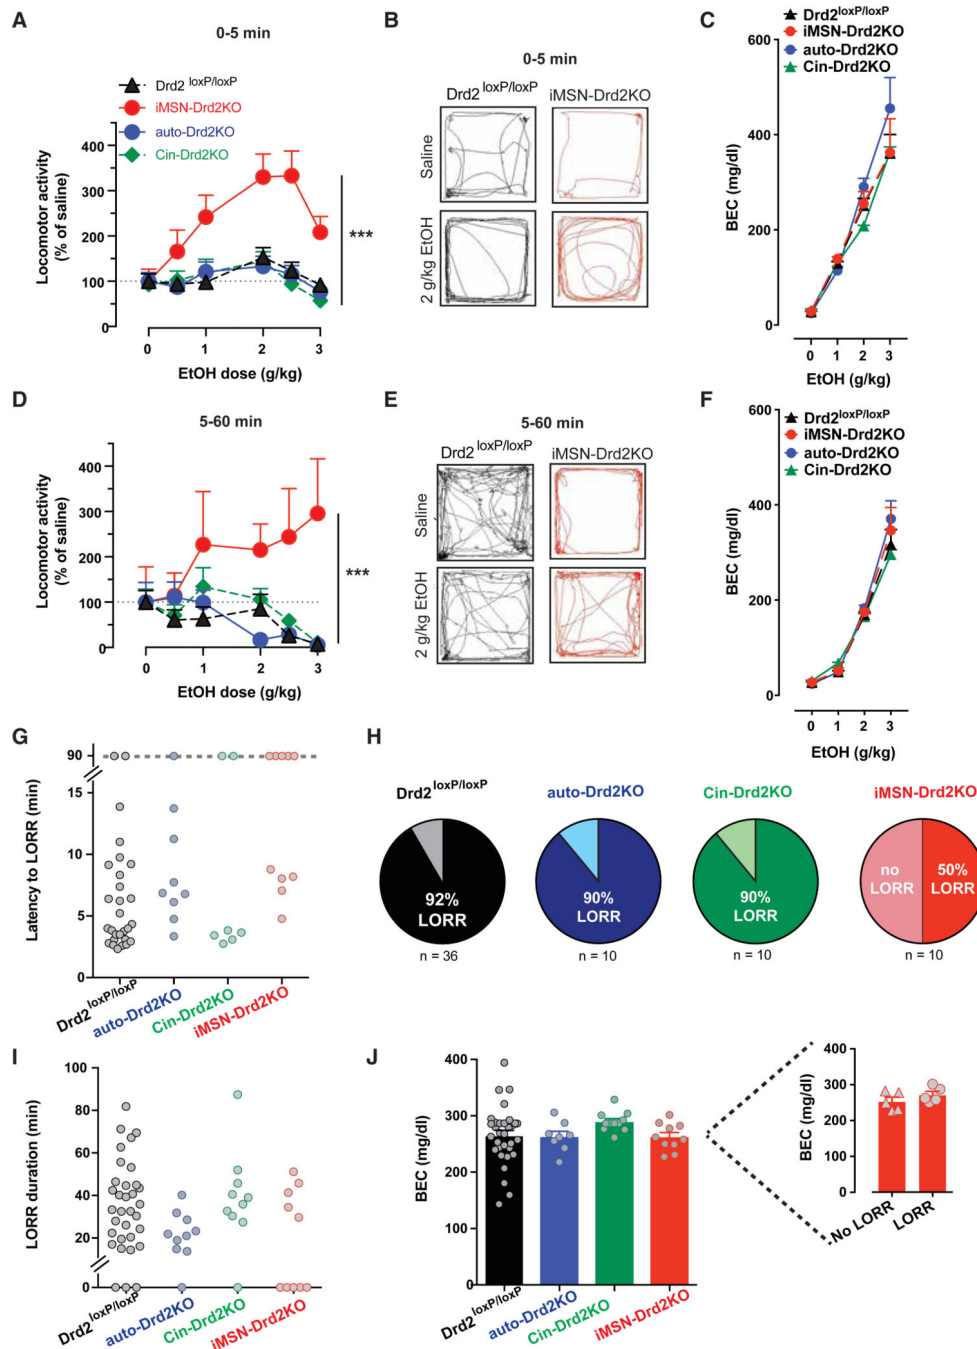 A
0-5 min
Drd2 loxP/loxP
iMSN-Drd2KO
auto-Drd2KO
Cin-Drd2KO
Locomotor activity
(% of saline)
400
300
200
100
0
***
0
1
2
3
EtOH dose (g/kg)
B
0-5 min
Drd2 loxP/loxP
iMSN-Drd2KO
Saline
2 g/kg EtOH
C
Drd2loxP/loxP
iMSN-Drd2KO
auto-Drd2KO
Cin-Drd2KO
BEC (mg/dl)
600
400
200
0
0
1
2
3
EtOH (g/kg)
D
5-60 min
Locomotor activity
(% of saline)
400
300
200
100
0
***
0
1
2
3
EtOH dose (g/kg)
E
5-60 min
Drd2 loxP/loxP
iMSN-Drd2KO
Saline
2 g/kg EtOH
F
Drd2loxP/loxP
iMSN-Drd2KO
auto-Drd2KO
Cin-Drd2KO
BEC (mg/dl)
600
400
200
0
0
1
2
3
EtOH (g/kg)
G
Latency to LORR (min)
90
15
10
5
0
Drd2loxP/loxP
auto-Drd2KO
Cin-Drd2KO
iMSN-Drd2KO
H
Drd2loxP/loxP
92%
LORR
n = 36
auto-Drd2KO
90%
LORR
n = 10
Cin-Drd2KO
90%
LORR
n = 10
iMSN-Drd2KO
no
LORR
50%
LORR
n = 10
I
LORR duration (min)
100
80
60
40
20
0
Drd2loxP/loxP
auto-Drd2KO
Cin-Drd2KO
iMSN-Drd2KO
J
BEC (mg/dl)
400
300
200
300
0
Drd2loxP/loxP
auto-Drd2KO
Cin-Drd2KO
iMSN-Drd2KO
BEC (mg/dl)
400
300
200
100
0
No LORR
LORR